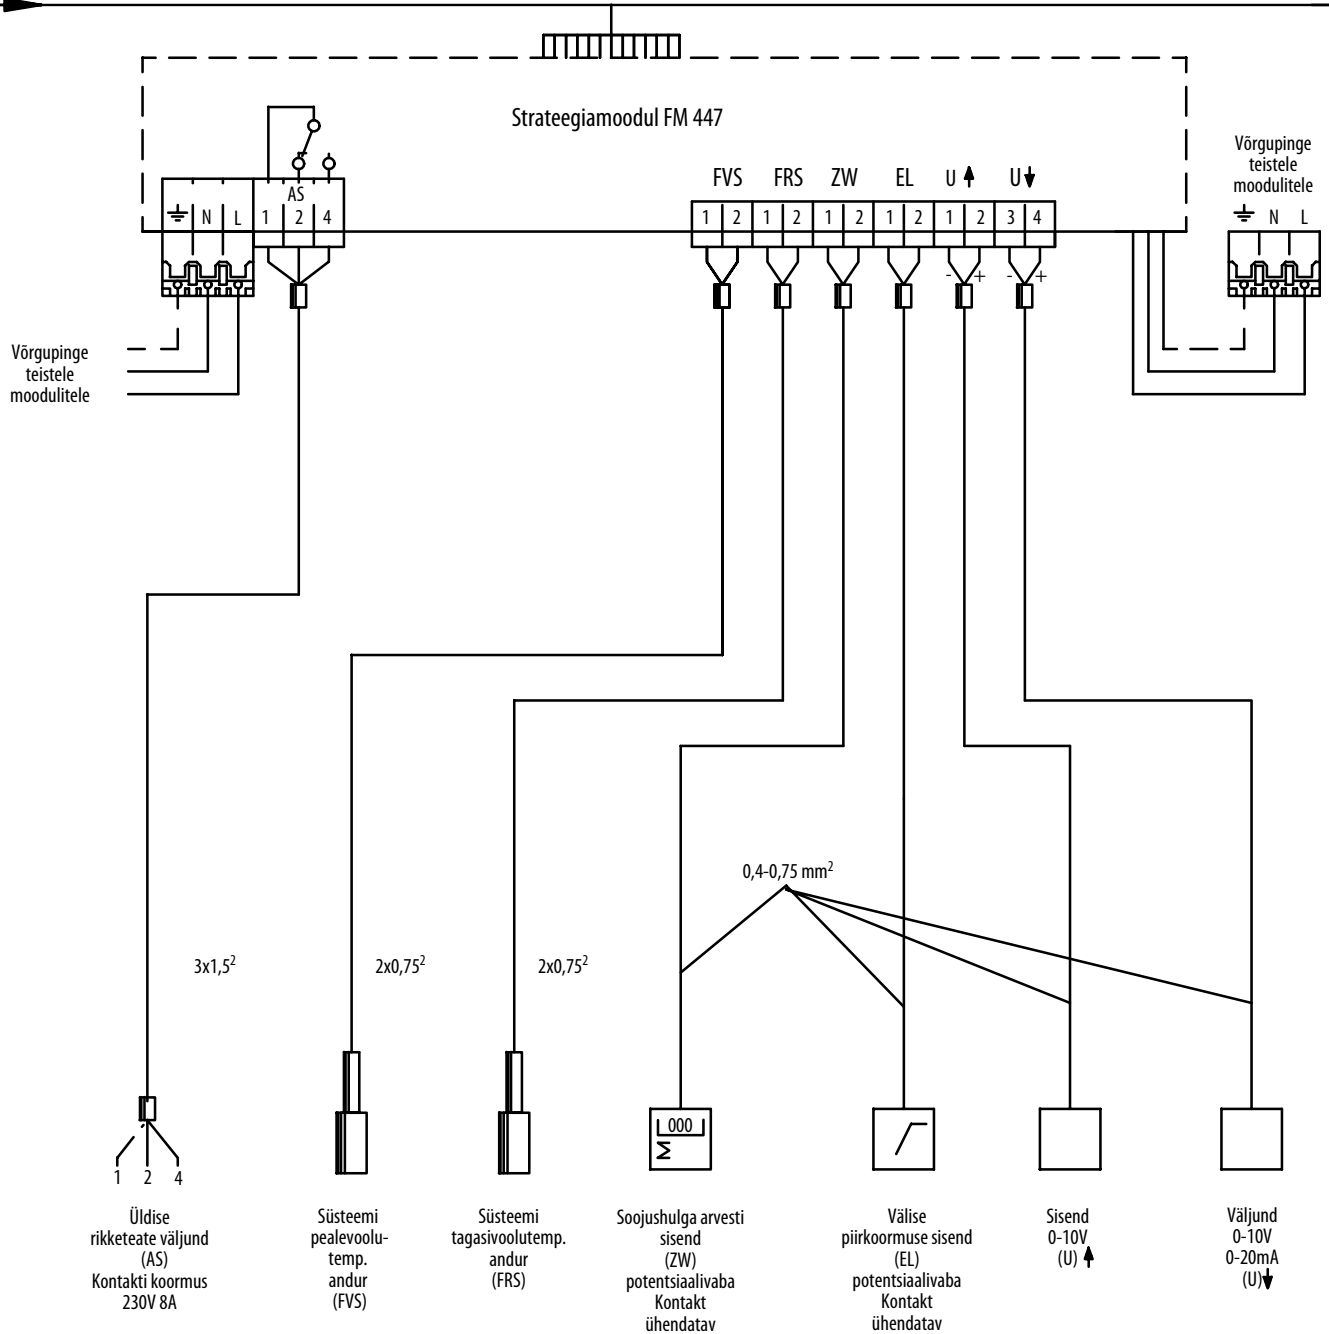 Strateegiamoodul FM 447
Võrgupinge
teistele
moodulitele
FVS FRS ZW EL U U
AS
N L 1 2 4
1 2 1 2 1 2 1 2 1 2 3 4
N L
- + - +
Võrgupinge
teistele
moodulitele
0,4-0,75 mm²
3x1,5²
2x0,75²
2x0,75²
000
M
1 2 4
Üldise
rikketeate väljund
(AS)
Kontakti koormus
230V 8A
Süsteemi
pealevoolu-
temp.
andur
(FVS)
Süsteemi
tagasivoolutemp.
andur
(FRS)
Soojushulga arvesti
sisend
(ZW)
potentsiaalivaba
Kontakt
ühendatav
Välise
piirkoormuse sisend
(EL)
potentsiaalivaba
Kontakt
ühendatav
Sisend
0-10V
(U)
Väljund
0-10V
0-20mA
(U)